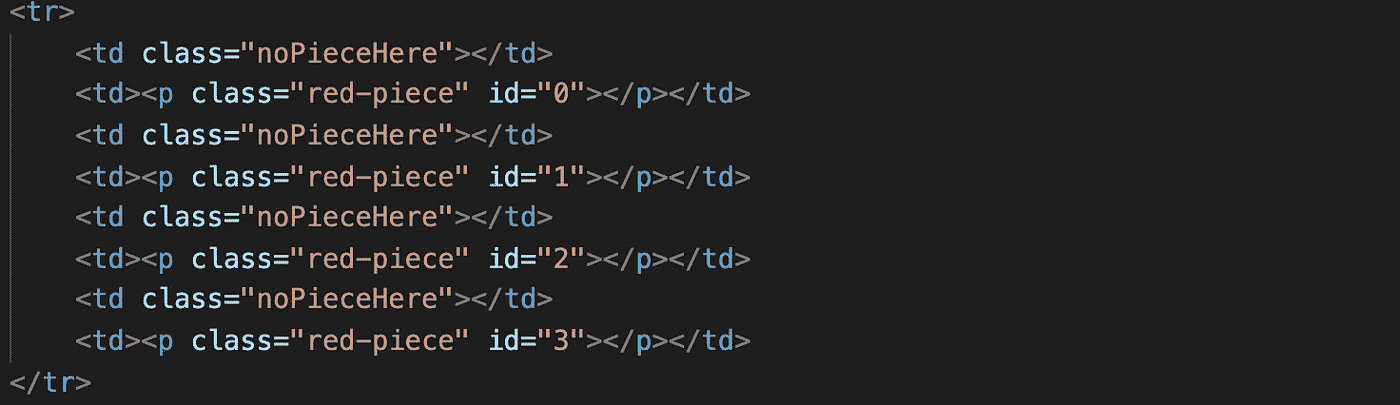 <tr>
<td class="noPieceHere"></td>
<td><p class="red-piece" id="0"></p></td>
<td class="noPieceHere"></td>
<td><p class="red-piece" id="1"></p></td>
<td class="noPieceHere"></td>
<td><p class="red-piece" id="2"></p></td>
<td class="noPieceHere"></td>
<td><p class="red-piece" id="3"></p></td>
</tr>